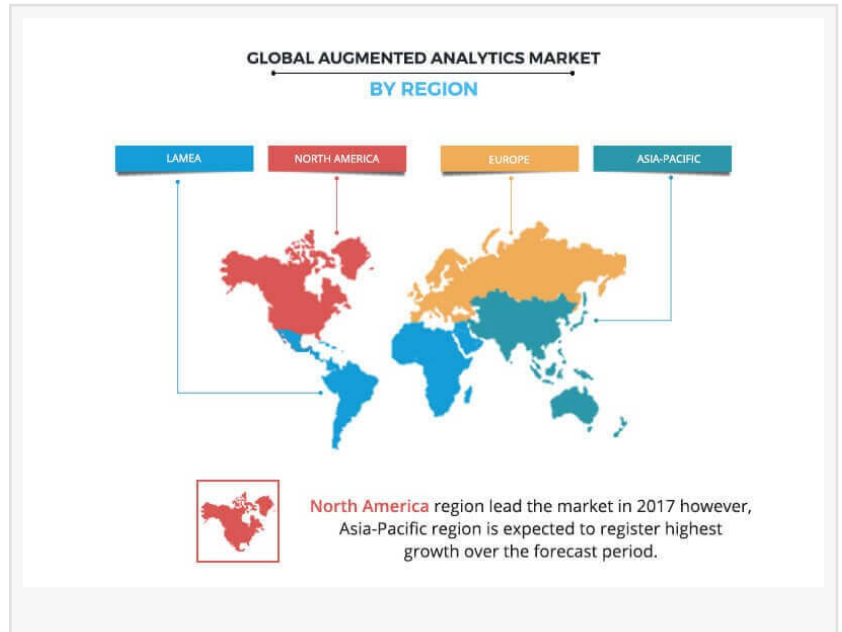 GLOBAL AUGMENTED ANALYTICS MARKET
BY REGION
LAMEA
NORTH AMERICA
EUROPE
ASIA-PACIFIC
North America region lead the market in 2017 however,
Asia-Pacific region is expected to register highest
growth over the forecast period.